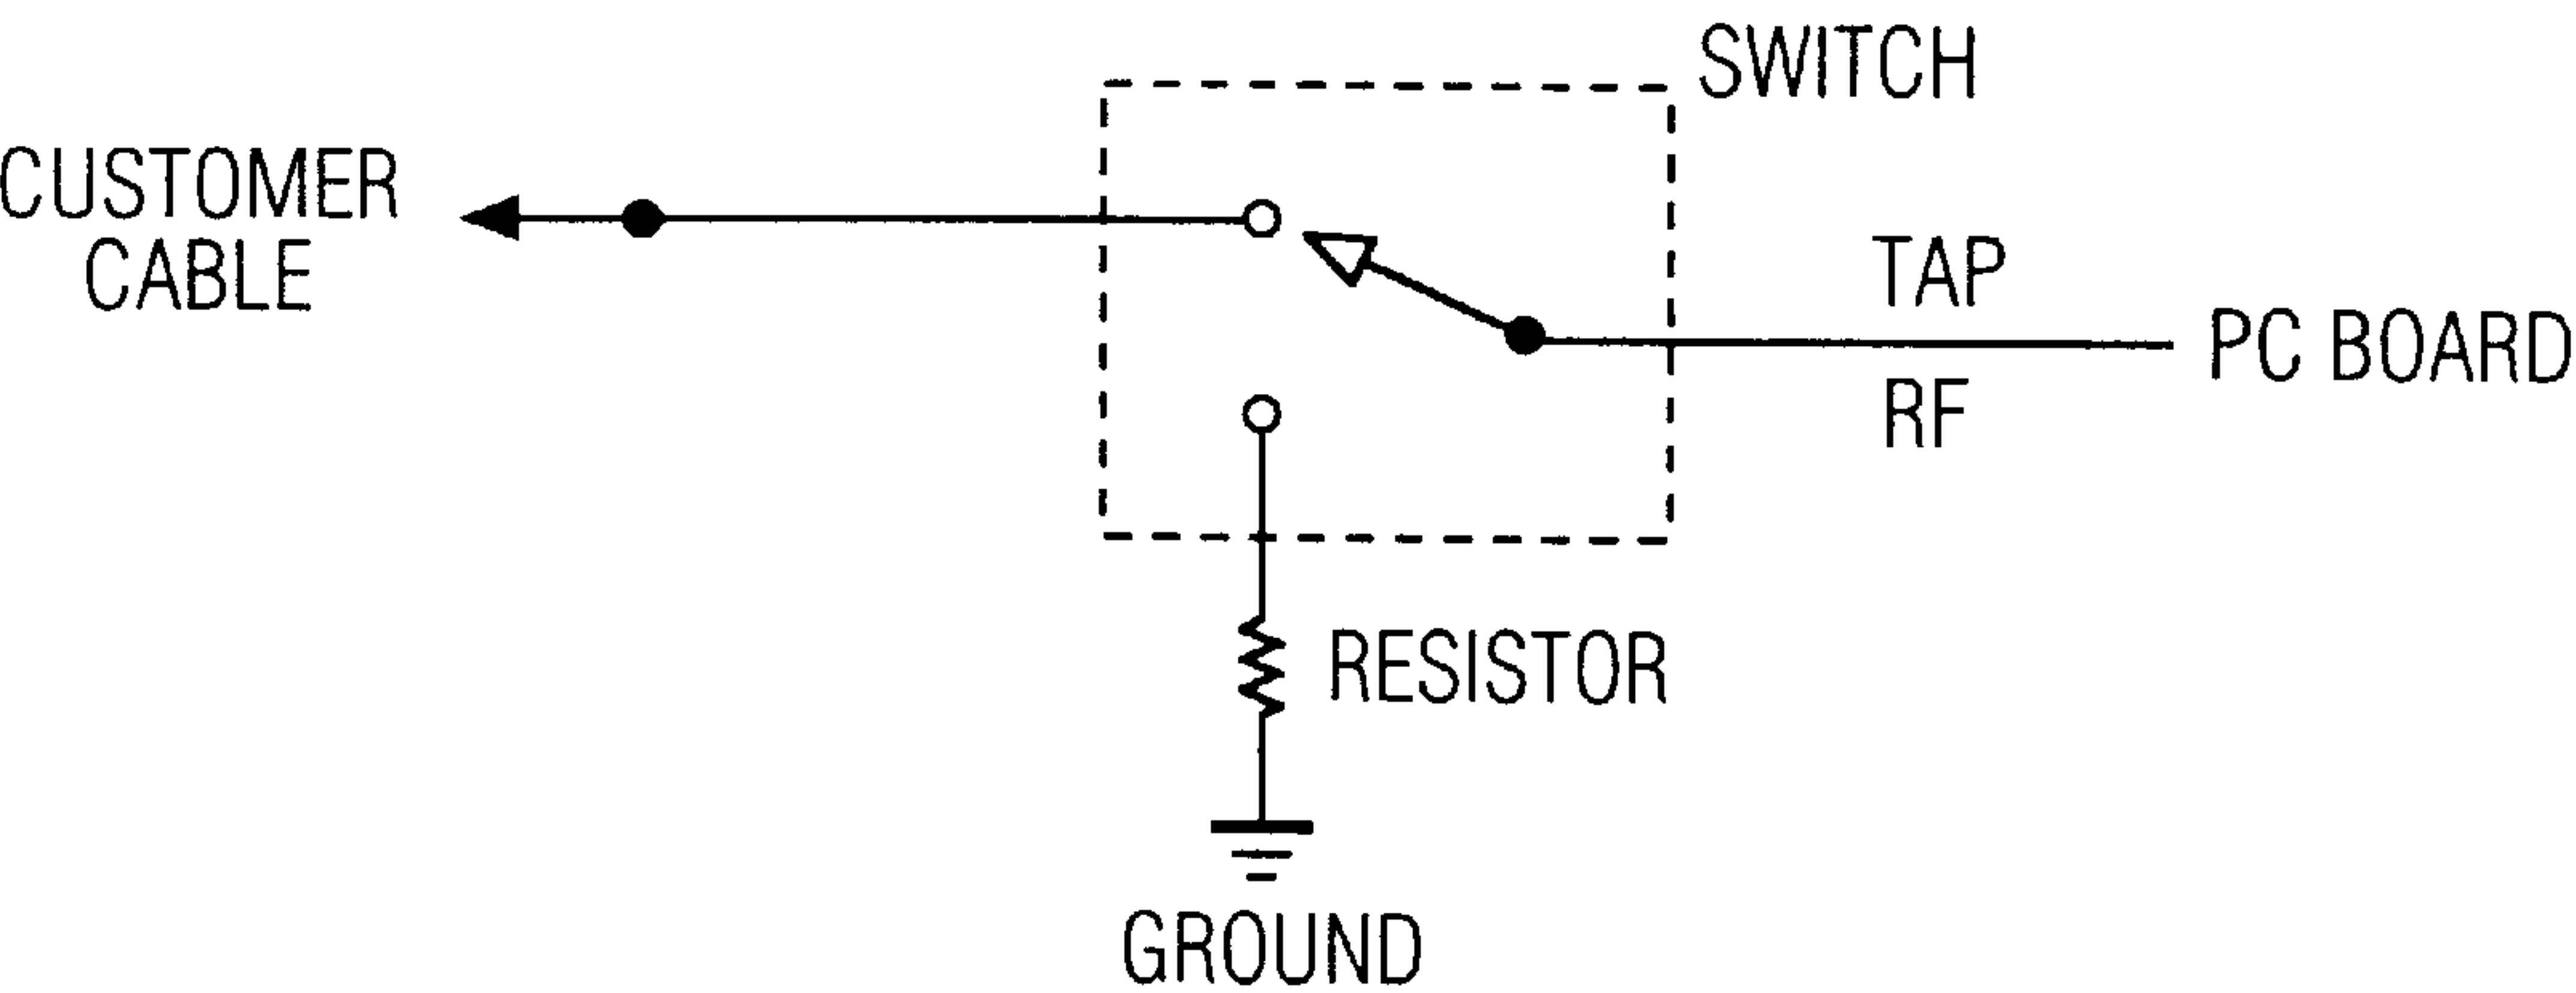 SWITCH
CUSTOMER
CABLE
TAP
RF
PC BOARD
RESISTOR
GROUND